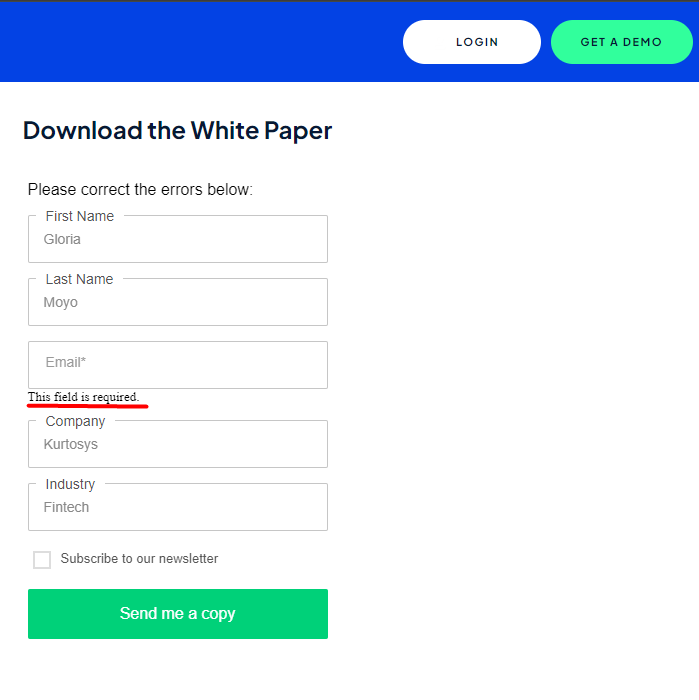 LOGIN
GET A DEMO
Download the White Paper
Please correct the errors below:
First Name
Gloria
Last Name
Moyo
Email*
This field is required.
Company
Kurtosys
Industry
Fintech
Subscribe to our newsletter
Send me a copy